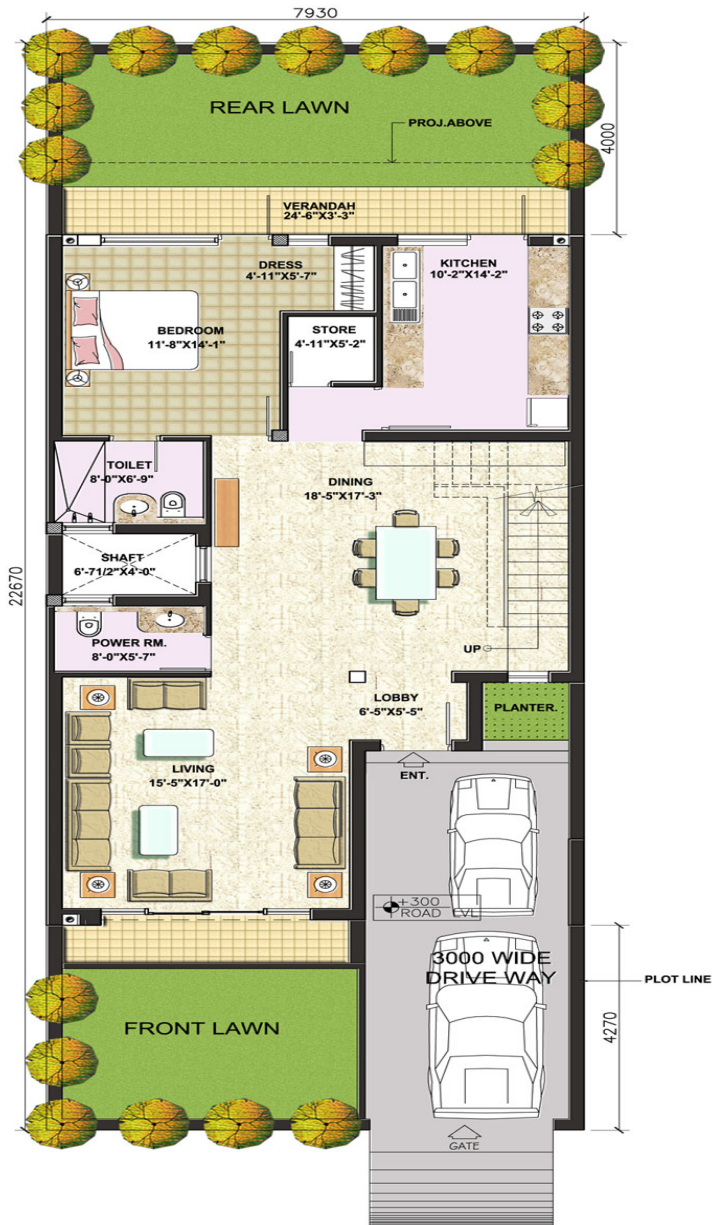 7930
REAR LAWN
PROJ.ABOVE
4000
VERANDAH
24'-6"X3'-3"
DRESS
4'-11"X5'-7"
KITCHEN
10'-2"X14'-2"
BEDROOM
11'-8"X14'-1"
STORE
4'-11"X5'-2"
TOILET
8'-0"X6'-9"
DINING
18'-5"X17'-3"
SHAFT
6'-71/2"X4'-0"
22670
POWER RM.
8'-0"X5'-7"
UP
LOBBY
6'-5"X5'-5"
PLANTER.
LIVING
15'-5"X17'-0"
ENT.
+300
ROAD LVL
3000 WIDE
DRIVE WAY
PLOT LINE
4270
FRONT LAWN
GATE